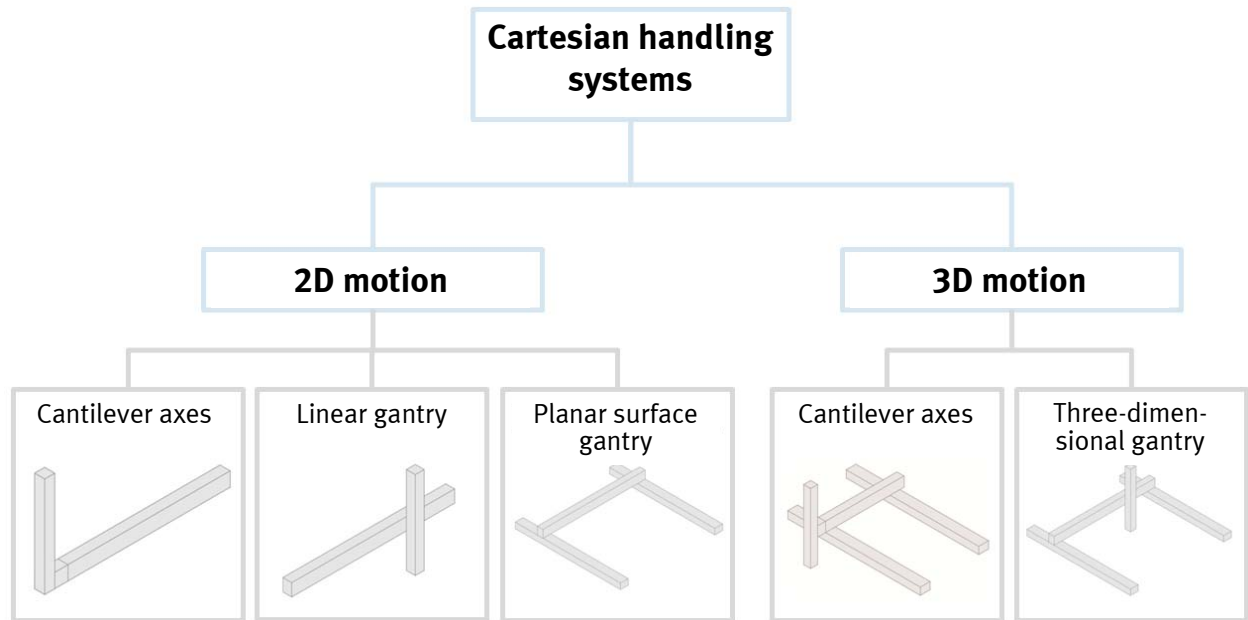 Cartesian handling
systems
2D motion
3D motion
Cantilever axes
Linear gantry
Planar surface
gantry
Cantilever axes
Three-dimen-
sional gantry